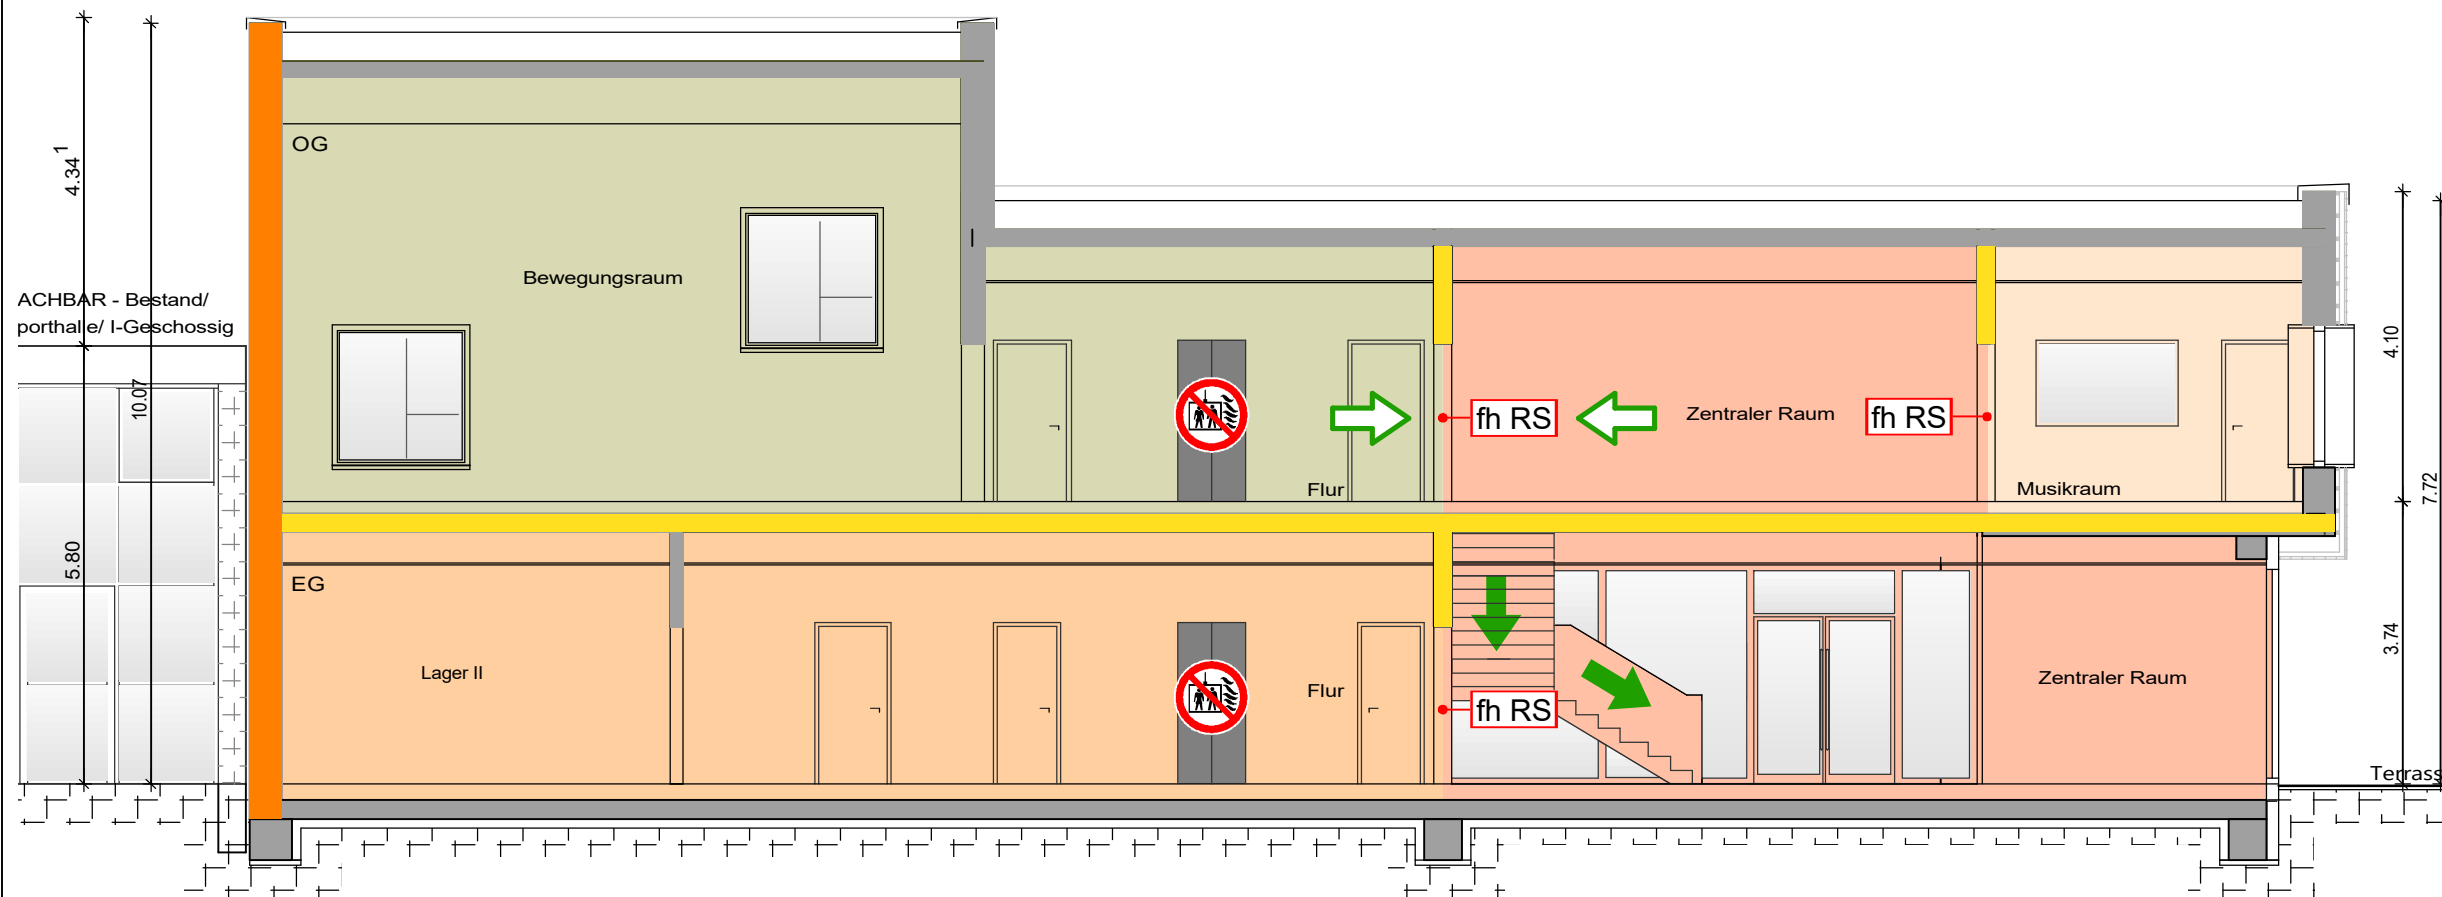 4.34 1
10.07
5.80
OG
Bewegungsraum
ACHBAR - Bestand/
porthalle/ I-Geschossig
Flur
fh RS
Zentraler Raum
fh RS
Musikraum
4.10
7.72
EG
Lager II
Flur
fh RS
Zentraler Raum
3.74
Terrass